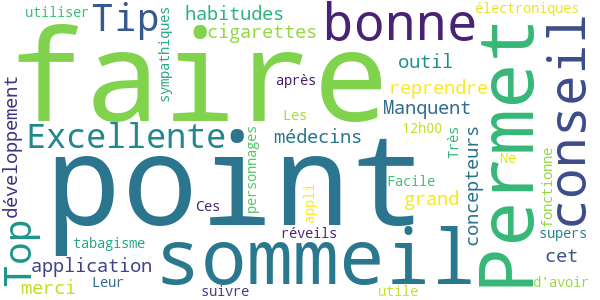 utiliser
Tip
sympathiques
habitudes
cigarettes
bonne
électroniques
faire
après
outil
Permet
conseil
reprendre
développement
Excellente
Les
Manquent
médecins
12h00
Très
point
personnages
concepteurs
Ne
fonctionne
Facile
appli
grand
Ces
Top
tabagisme
réveils
sommeil
supers
cet
application
Leur
merci
suivre
utile
d'avoir